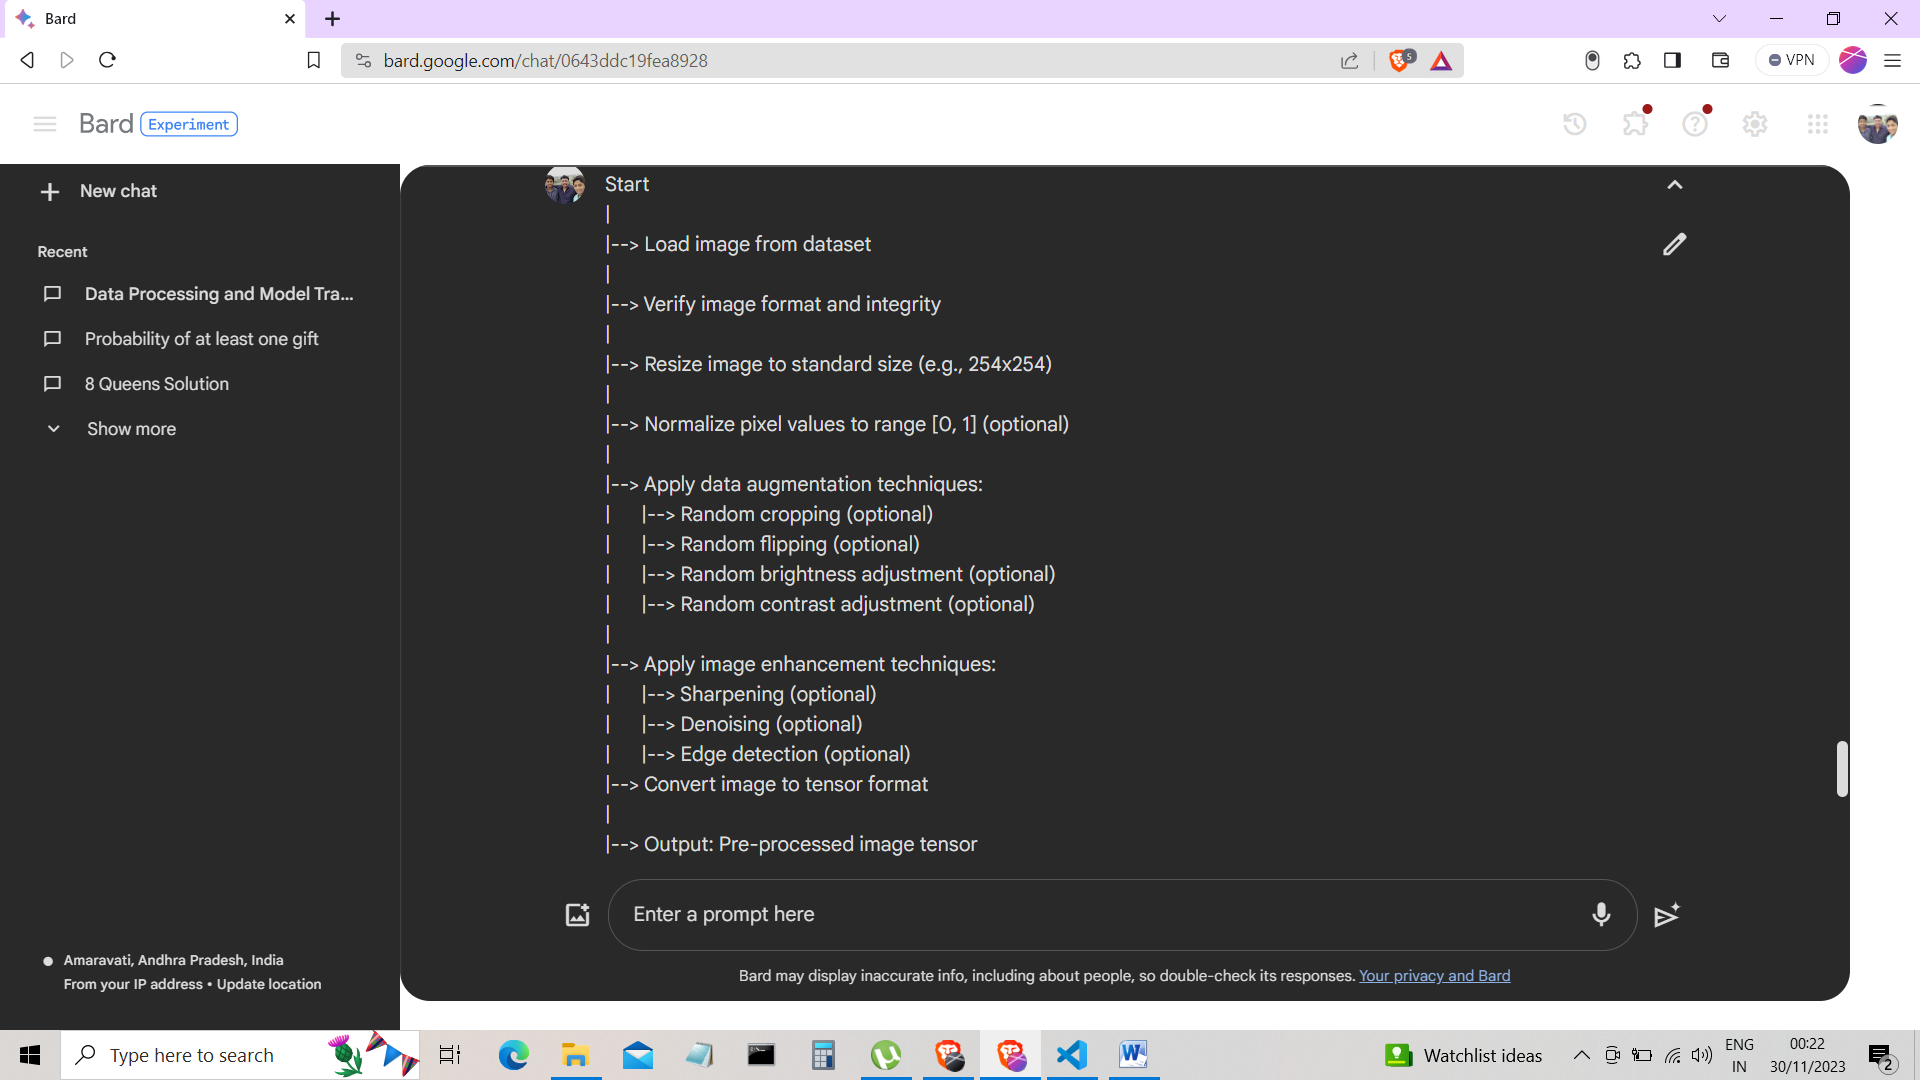 Bard
bard.google.com/chat/0643ddc19fea8928
5
VPN
Bard Experiment
New chat
Recent
Data Processing and Model Tra...
Probability of at least one gift
8 Queens Solution
Show more
Amaravati, Andhra Pradesh, India
From your IP address • Update location
Start
|
|--> Load image from dataset
|
|--> Verify image format and integrity
|
|--> Resize image to standard size (e.g., 254x254)
|
|--> Normalize pixel values to range [0, 1] (optional)
|
|--> Apply data augmentation techniques:
|      |--> Random cropping (optional)
|      |--> Random flipping (optional)
|      |--> Random brightness adjustment (optional)
|      |--> Random contrast adjustment (optional)
|
|--> Apply image enhancement techniques:
|      |--> Sharpening (optional)
|      |--> Denoising (optional)
|      |--> Edge detection (optional)
|--> Convert image to tensor format
|
|--> Output: Pre-processed image tensor
Enter a prompt here
Bard may display inaccurate info, including about people, so double-check its responses. Your privacy and Bard
Type here to search
Watchlist ideas
ENG
IN
00:22
30/11/2023
2